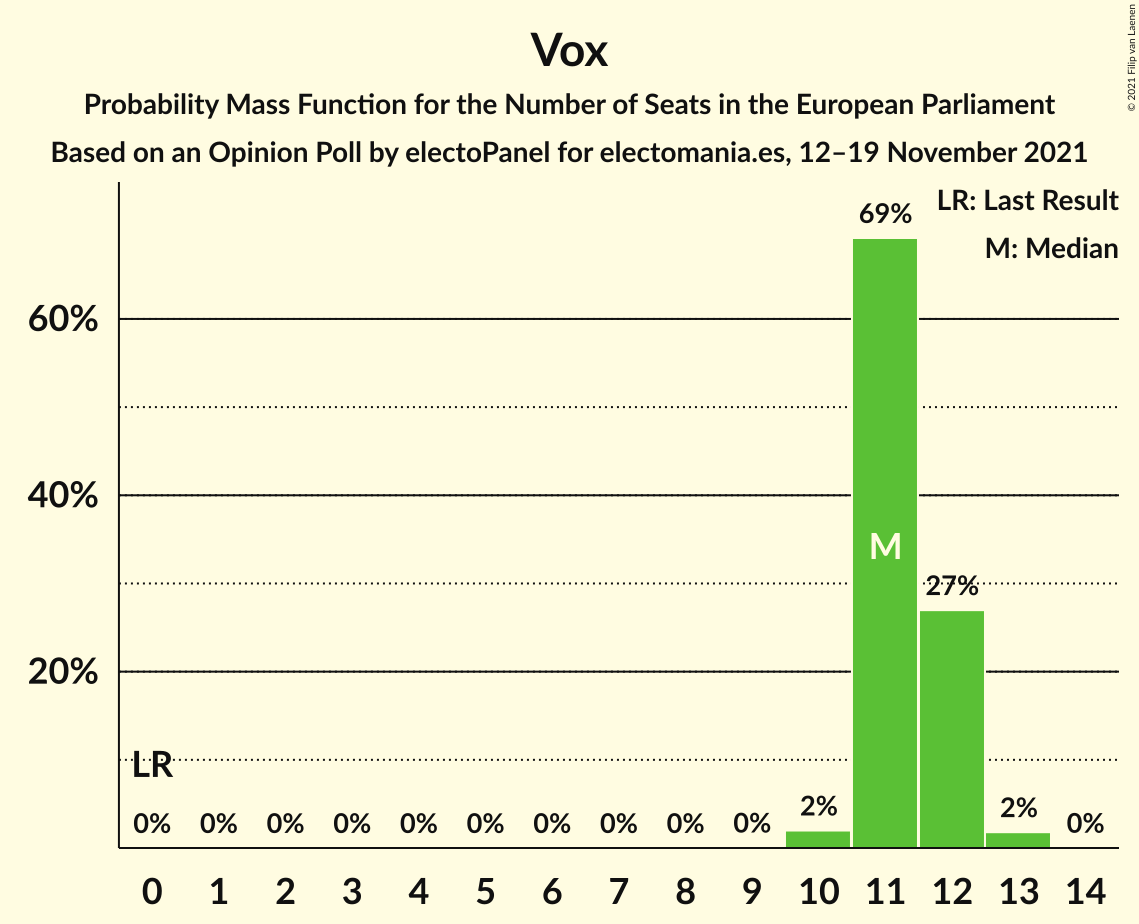 Vox
Probability Mass Function for the Number of Seats in the European Parliament
Based on an Opinion Poll by electoPanel for electomania.es, 12–19 November 2021
© 2021 Filip van Laenen
LR: Last Result
M: Median
60%
40%
20%
69%
M
27%
LR
0% 0% 0% 0% 0% 0% 0% 0% 0% 0% 2% 2% 0%
0 1 2 3 4 5 6 7 8 9 10 11 12 13 14